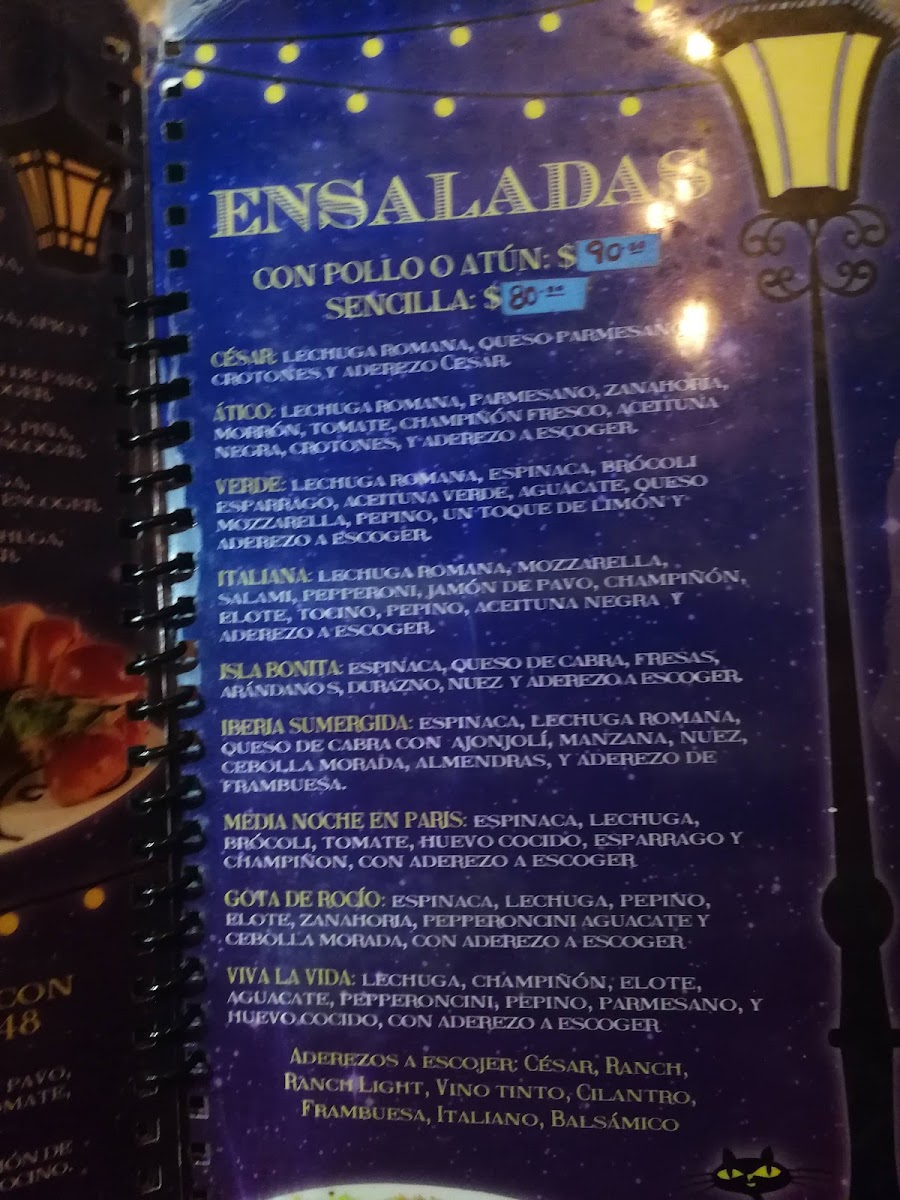 ENSALADAS
CON POLLO O ATÚN: $ 90.00
SENCILLA: $ 80.00
CÉSAR: LECHUGA ROMANA, QUESO PARMESANO
CROTONES Y ADEREZO CESAR.
ÁTICO: LECHUGA ROMANA, PARMESANO, ZANAHORIA,
MORRÓN, TOMATE, CHAMPIÑÓN FRESCO, ACEITUNA
NEGRA, CROTONES, Y ADEREZO A ESCOGER.
VERDE: LECHUGA ROMANA, ESPINACA, BRÓCOLI
ESPARRAGO, ACEITUNA VERDE, AGUACATE, QUESO
MOZZARELLA, PEPINO, UN TOQUE DE LIMÓN Y
ADEREZO A ESCOGER.
ITALIANA: LECHUGA ROMANA, MOZZARELLA,
SALAMI, PEPPERONI, JAMÓN DE PAVO, CHAMPIÑÓN,
ELOTE, TOCINO, PEPINO, ACEITUNA NEGRA Y
ADEREZO A ESCOGER.
ISLA BONITA: ESPINACA, QUESO DE CABRA, FRESAS,
ARÁNDANO S, DURAZNO, NUEZ Y ADEREZO A ESCOGER.
IBERIA SUMERGIDA: ESPINACA, LECHUGA ROMANA,
QUESO DE CABRA CON AJONJOLÍ, MANZANA, NUEZ,
CEBOLLA MORADA, ALMENDRAS, Y ADEREZO DE
FRAMBUESA.
MEDIA NOCHE EN PARIS: ESPINACA, LECHUGA,
BRÓCOLI, TOMATE, HUEVO COCIDO, ESPARRAGO Y
CHAMPIÑON, CON ADEREZO A ESCOGER
GOTA DE ROCÍO: ESPINACA, LECHUGA, PEPINO,
ELOTE, ZANAHORIA, PEPPERONCINI AGUACATE Y
CEBOLLA MORADA, CON ADEREZO A ESCOGER
VIVA LA VIDA: LECHUGA, CHAMPIÑÓN, ELOTE,
AGUACATE, PEPPERONCINI, PEPINO, PARMESANO, Y
HUEVO COCIDO, CON ADEREZO A ESCOGER
ADEREZOS A ESCOJER: CÉSAR, RANCH,
RANCH LIGHT, VINO TINTO, CILANTRO,
FRAMBUESA, ITALIANO, BALSÁMICO
CON
48
PAVO,